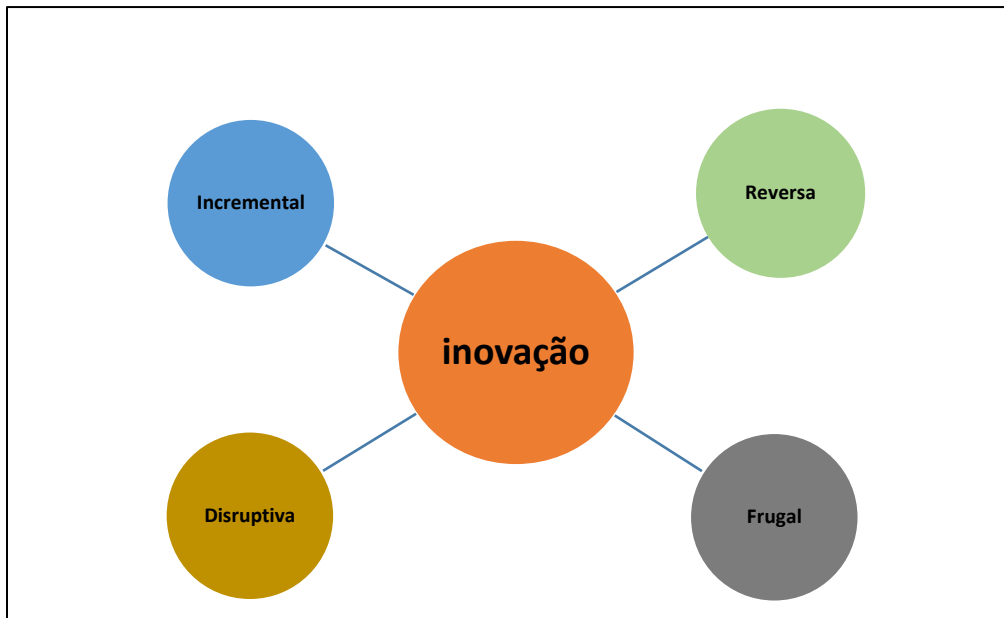 Incremental
Reversa
inovação
Disruptiva
Frugal